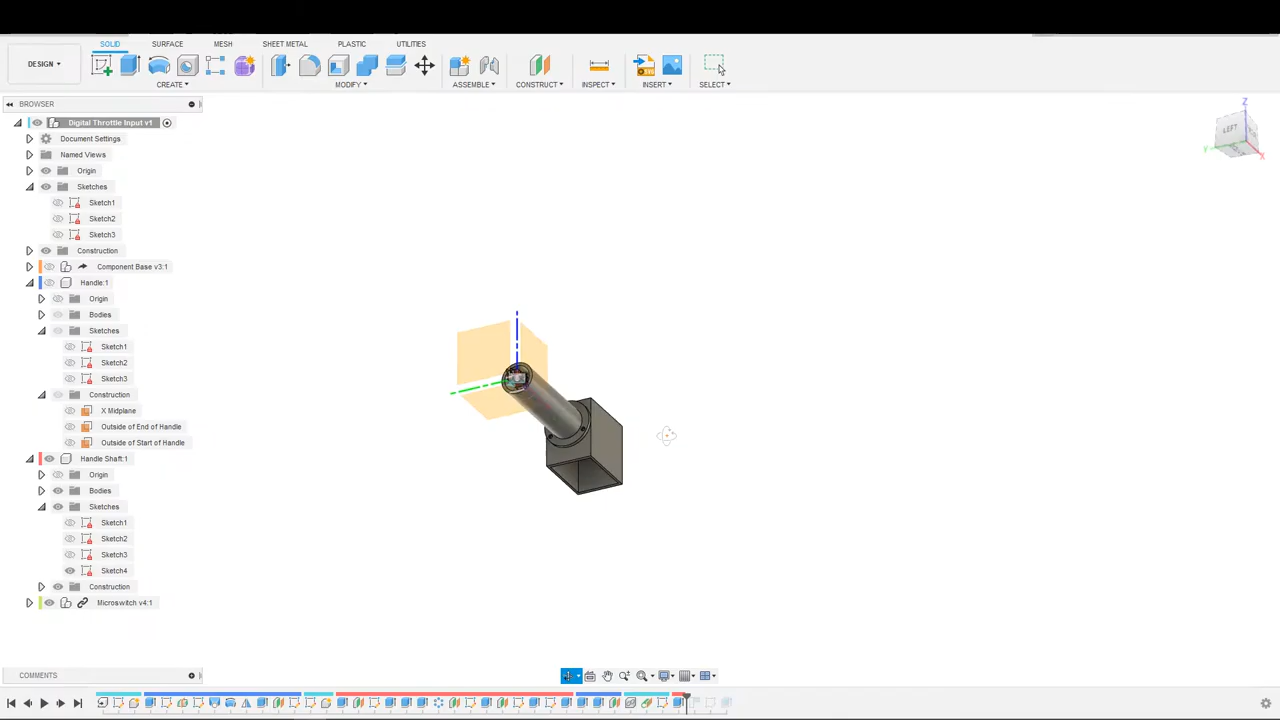 SOLID SURFACE MESH SHEET METAL PLASTIC UTILITIES
DESIGN
CREATE MODIFY ASSEMBLE CONSTRUCT INSPECT INSERT SELECT
BROWSER
Digital Throttle Input v1
Document Settings
Named Views
Origin
Sketches
Sketch1
Sketch2
Sketch3
Construction
Component Base v3:1
Handle:1
Origin
Bodies
Sketches
Sketch1
Sketch2
Sketch3
Construction
X Midplane
Outside of End of Handle
Outside of Start of Handle
Handle Shaft:1
Origin
Bodies
Sketches
Sketch1
Sketch2
Sketch3
Sketch4
Construction
Microswitch v4:1
COMMENTS
Z
LEFT
Y
X